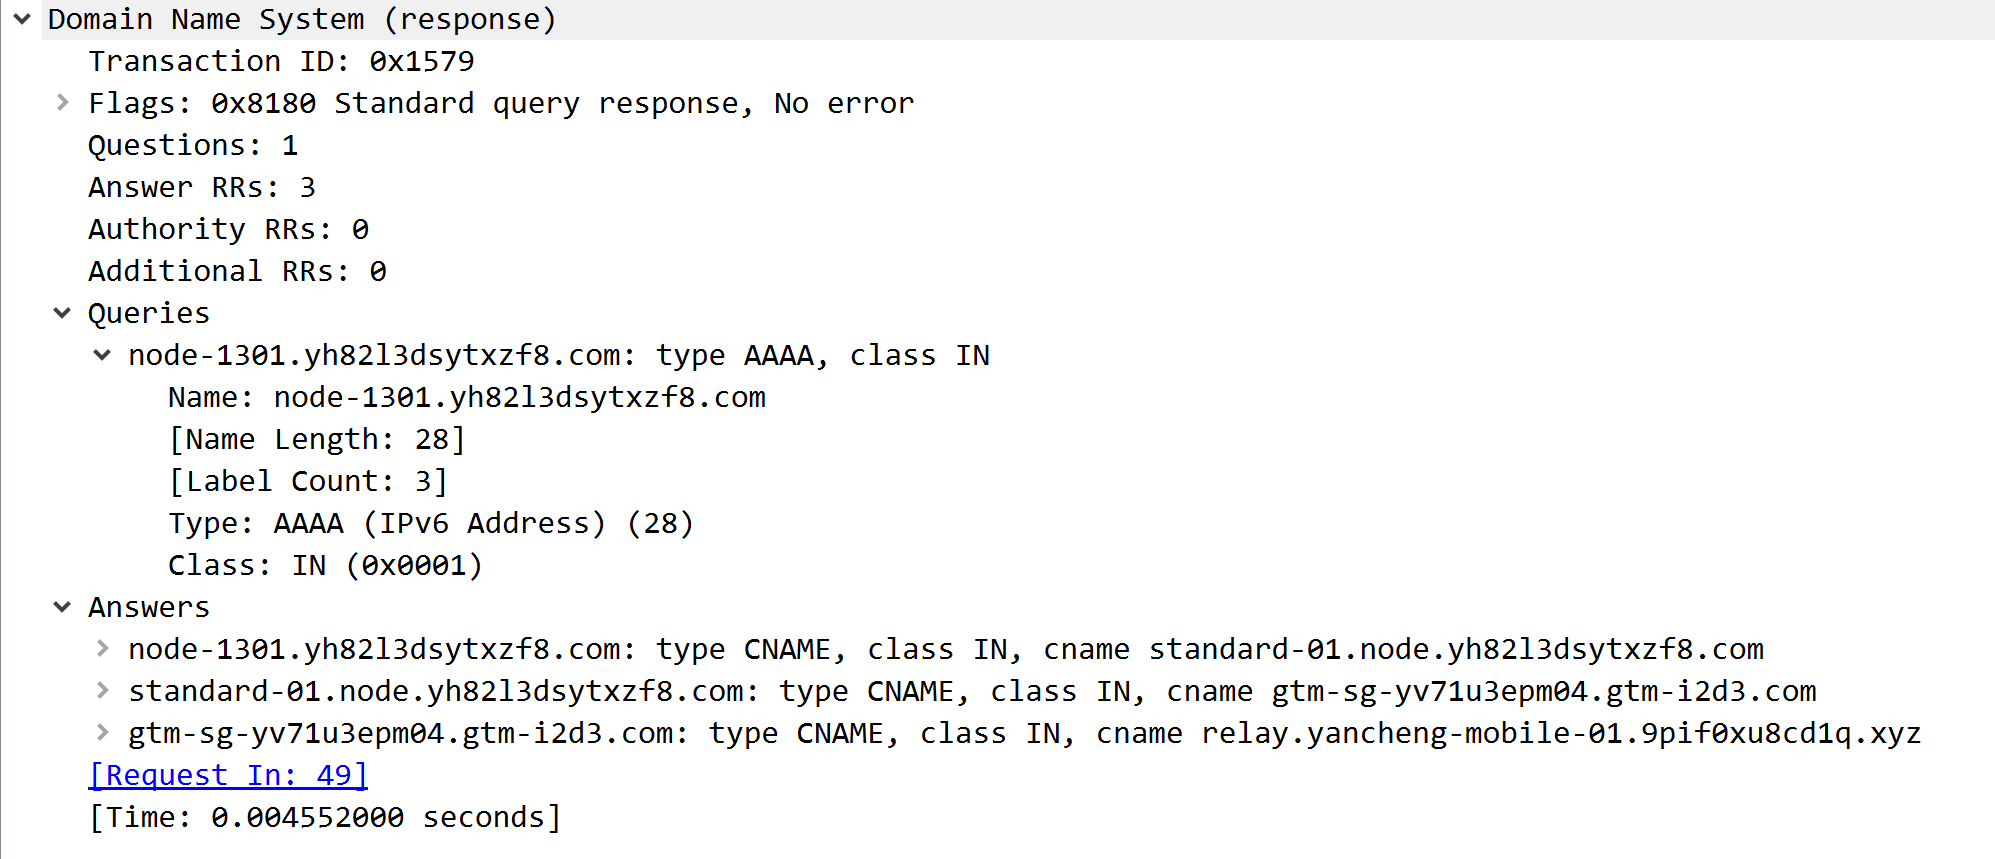 Domain Name System (response)
Transaction ID: 0x1579
Flags: 0x8180 Standard query response, No error
Questions: 1
Answer RRs: 3
Authority RRs: 0
Additional RRs: 0
Queries
node-1301.yh82l3dsytxzf8.com: type AAAA, class IN
Name: node-1301.yh82l3dsytxzf8.com
[Name Length: 28]
[Label Count: 3]
Type: AAAA (IPv6 Address) (28)
Class: IN (0x0001)
Answers
node-1301.yh82l3dsytxzf8.com: type CNAME, class IN, cname standard-01.node.yh82l3dsytxzf8.com
standard-01.node.yh82l3dsytxzf8.com: type CNAME, class IN, cname gtm-sg-yv71u3epm04.gtm-i2d3.com
gtm-sg-yv71u3epm04.gtm-i2d3.com: type CNAME, class IN, cname relay.yancheng-mobile-01.9pif0xu8cd1q.xyz
[Request In: 49]
[Time: 0.004552000 seconds]